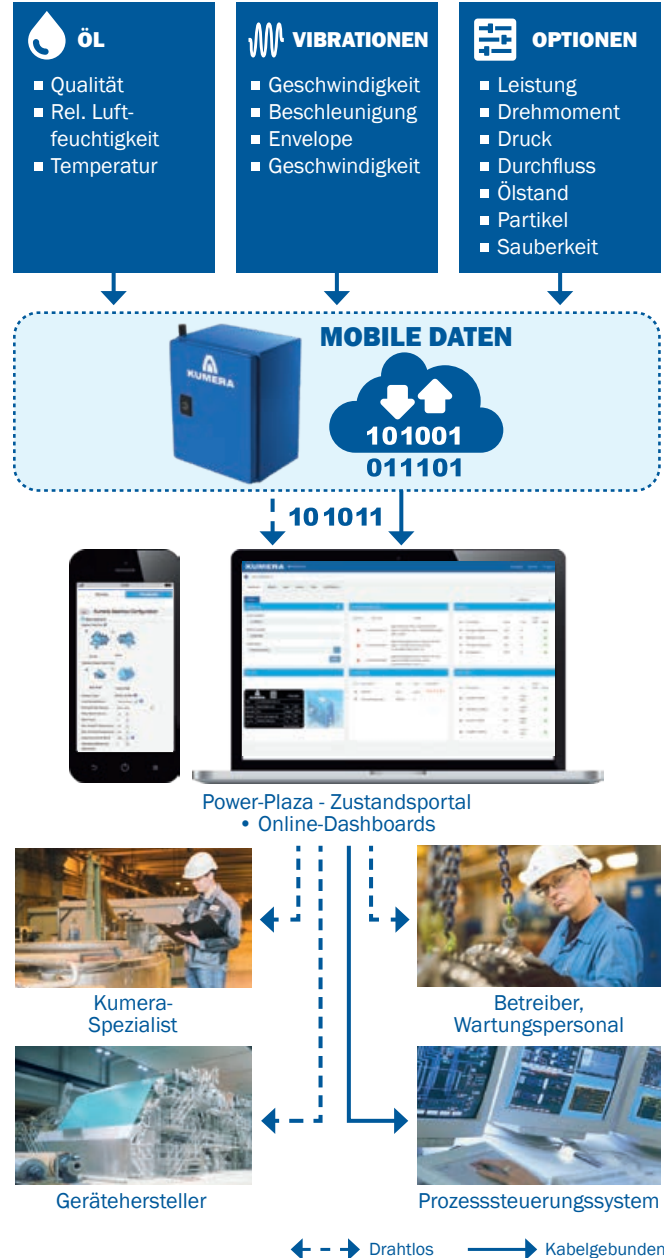 ÖL
Qualität
Rel. Luft-
feuchtigkeit
Temperatur
VIBRATIONEN
Geschwindigkeit
Beschleunigung
Envelope
Geschwindigkeit
OPTIONEN
Leistung
Drehmoment
Druck
Durchfluss
Ölstand
Partikel
Sauberkeit
KUMERA
MOBILE DATEN
101001
011101
101011
KUMERA
Power-Plaza - Zustandsportal
• Online-Dashboards
Kumera-
Spezialist
Betreiber,
Wartungspersonal
Gerätehersteller
Prozesssteuerungssystem
Drahtlos
Kabelgebunden